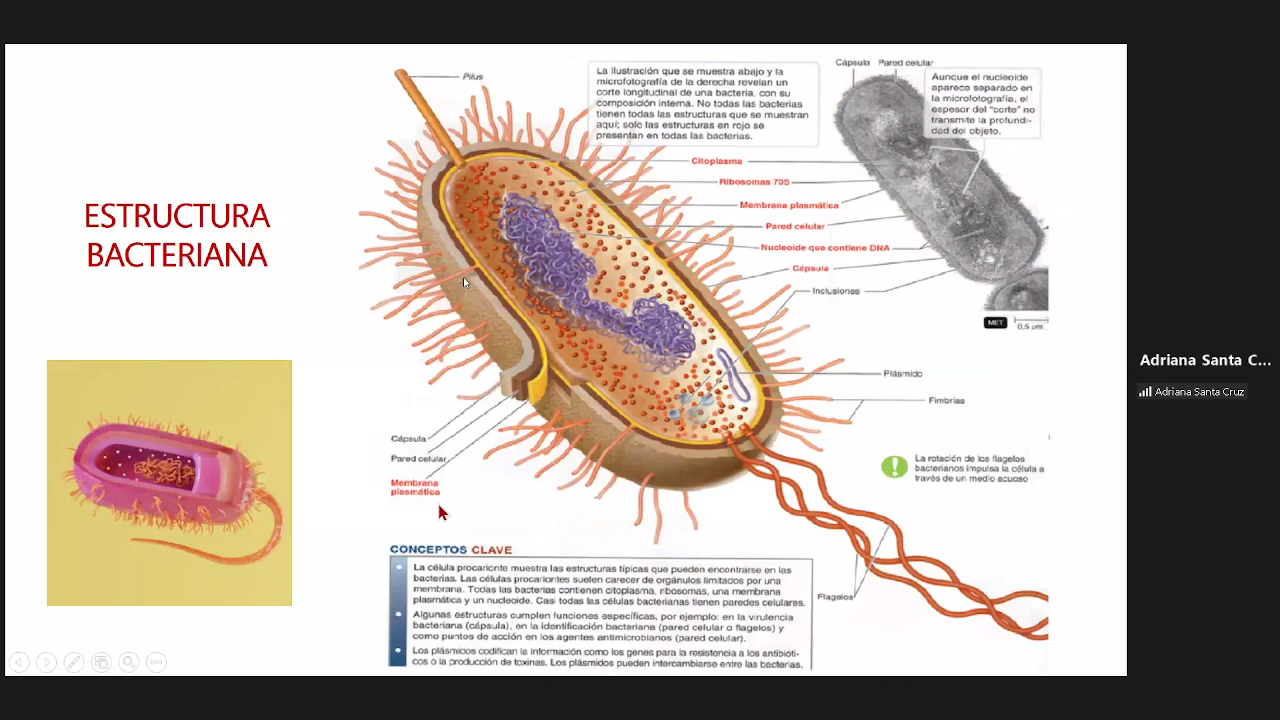 ESTRUCTURA
BACTERIANA
Pilus
La ilustración que se muestra abajo y la
microfotografía de la derecha revelan un
corte longitudinal de una bacteria, con su
composición interna. No todas las bacterias
tienen todas las estructuras que se muestran
aquí; solo las estructuras en rojo se
presentan en todas las bacterias.
Cápsula Pared celular
Aunque el nucleoide
aparece separado en
la microfotografía, el
espesor del "corte" no
transmite la profundi-
dad del objeto.
Citoplasma
Ribosomas 70S
Membrana plasmática
Pared celular
Nucleoide que contiene DNA
Cápsula
Inclusiones
MET
0,5 µm
Plásmido
Fimbrias
Cápsula
Pared celular
Membrana
plasmática
! La rotación de los flagelos
bacterianos impulsa la célula a
través de un medio acuoso
Flagelos
CONCEPTOS CLAVE
La célula procarionte muestra las estructuras típicas que pueden encontrarse en las
bacterias. Las células procariontes suelen carecer de orgánulos limitados por una
membrana. Todas las bacterias contienen citoplasma, ribosomas, una membrana
plasmática y un nucleoide. Casi todas las células bacterianas tienen paredes celulares.
Algunas estructuras cumplen funciones específicas, por ejemplo: en la virulencia
bacteriana (cápsula), en la identificación bacteriana (pared celular o flagelos) y
como puntos de acción en los agentes antimicrobianos (pared celular).
Los plásmidos codifican la información como los genes para la resistencia a los antibióti-
cos o la producción de toxinas. Los plásmidos pueden intercambiarse entre las bacterias.
Adriana Santa C...
Adriana Santa Cruz